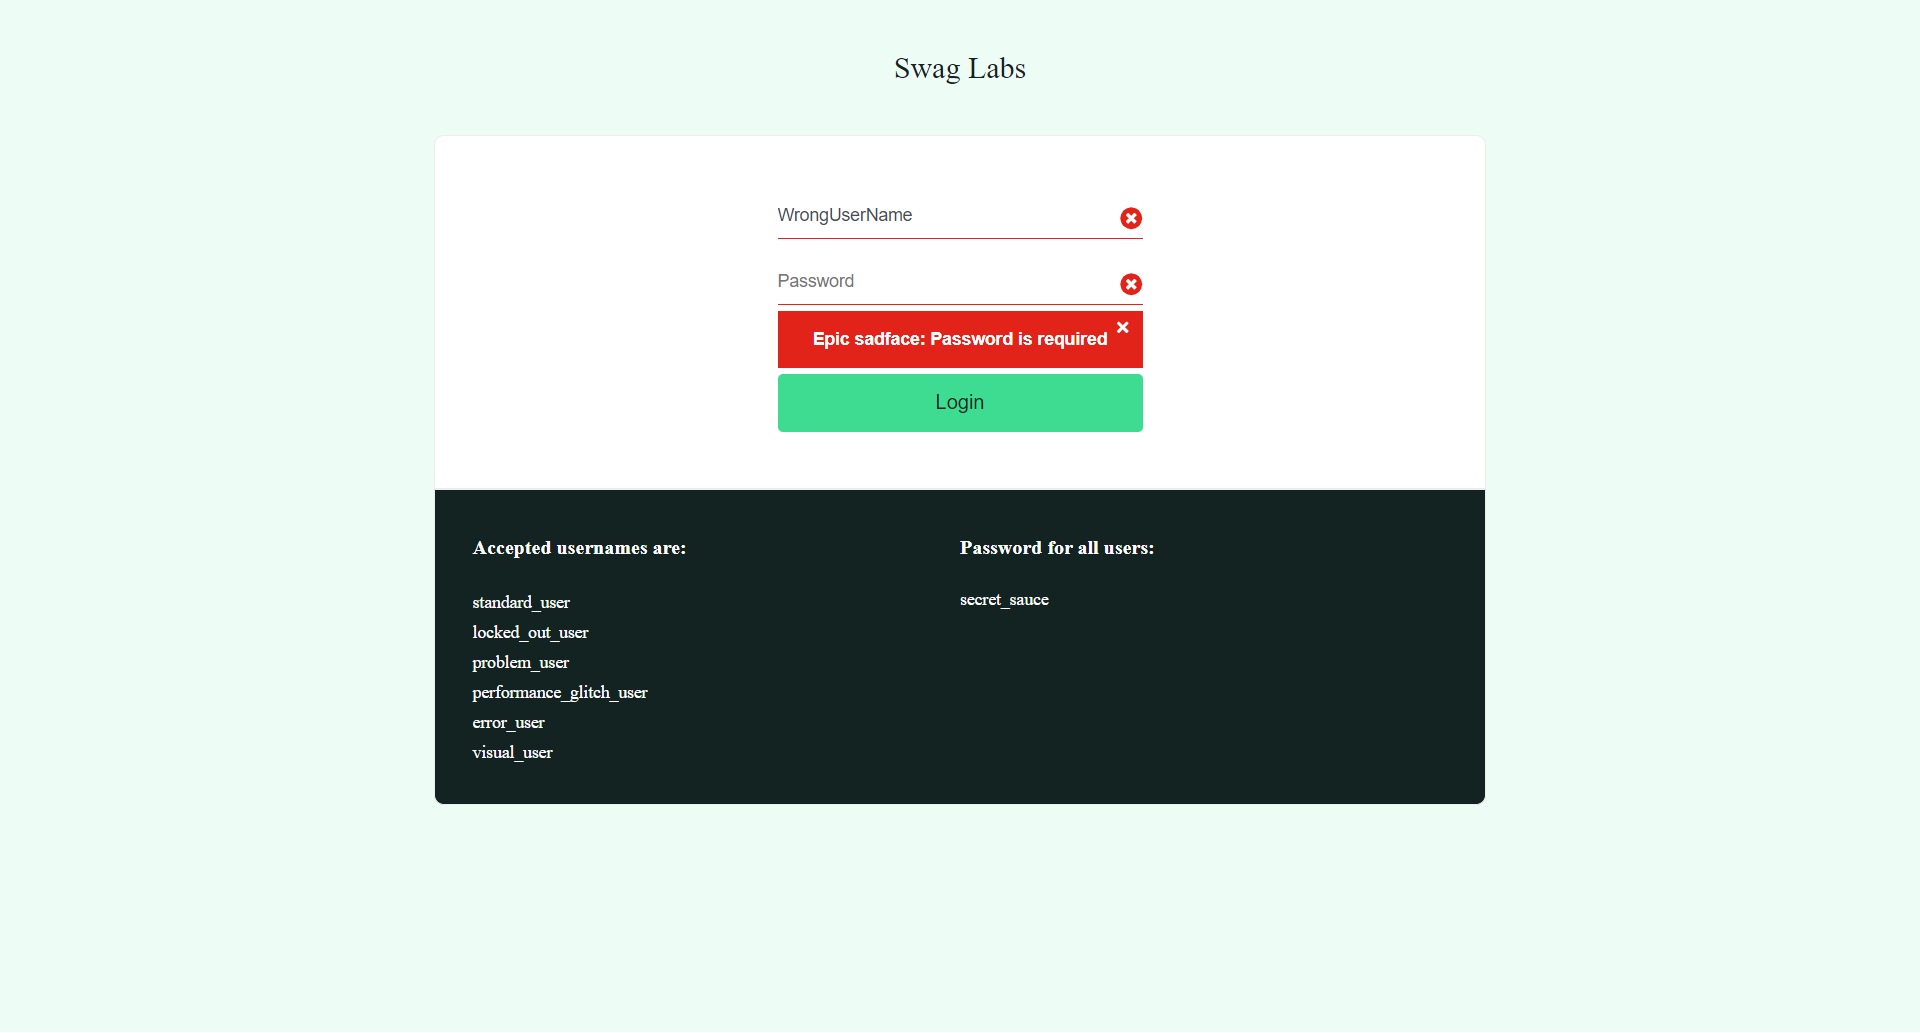 Swag Labs
WrongUserName
Password
Epic sadface: Password is required
Login
Accepted usernames are:
standard_user
locked_out_user
problem_user
performance_glitch_user
error_user
visual_user
Password for all users:
secret_sauce